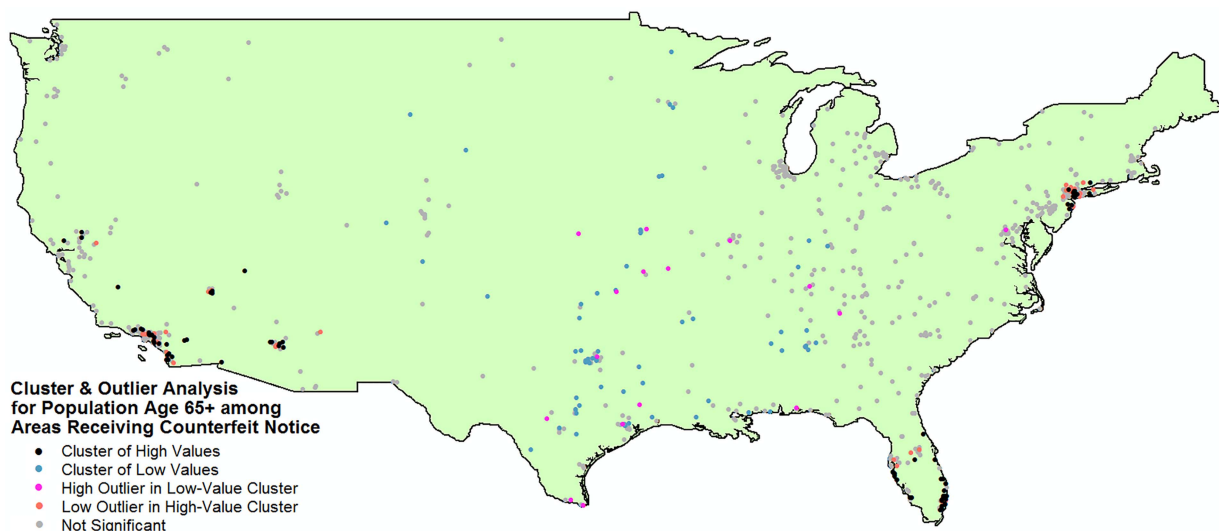 Cluster & Outlier Analysis
for Population Age 65+ among
Areas Receiving Counterfeit Notice
Cluster of High Values
Cluster of Low Values
High Outlier in Low-Value Cluster
Low Outlier in High-Value Cluster
Not Significant